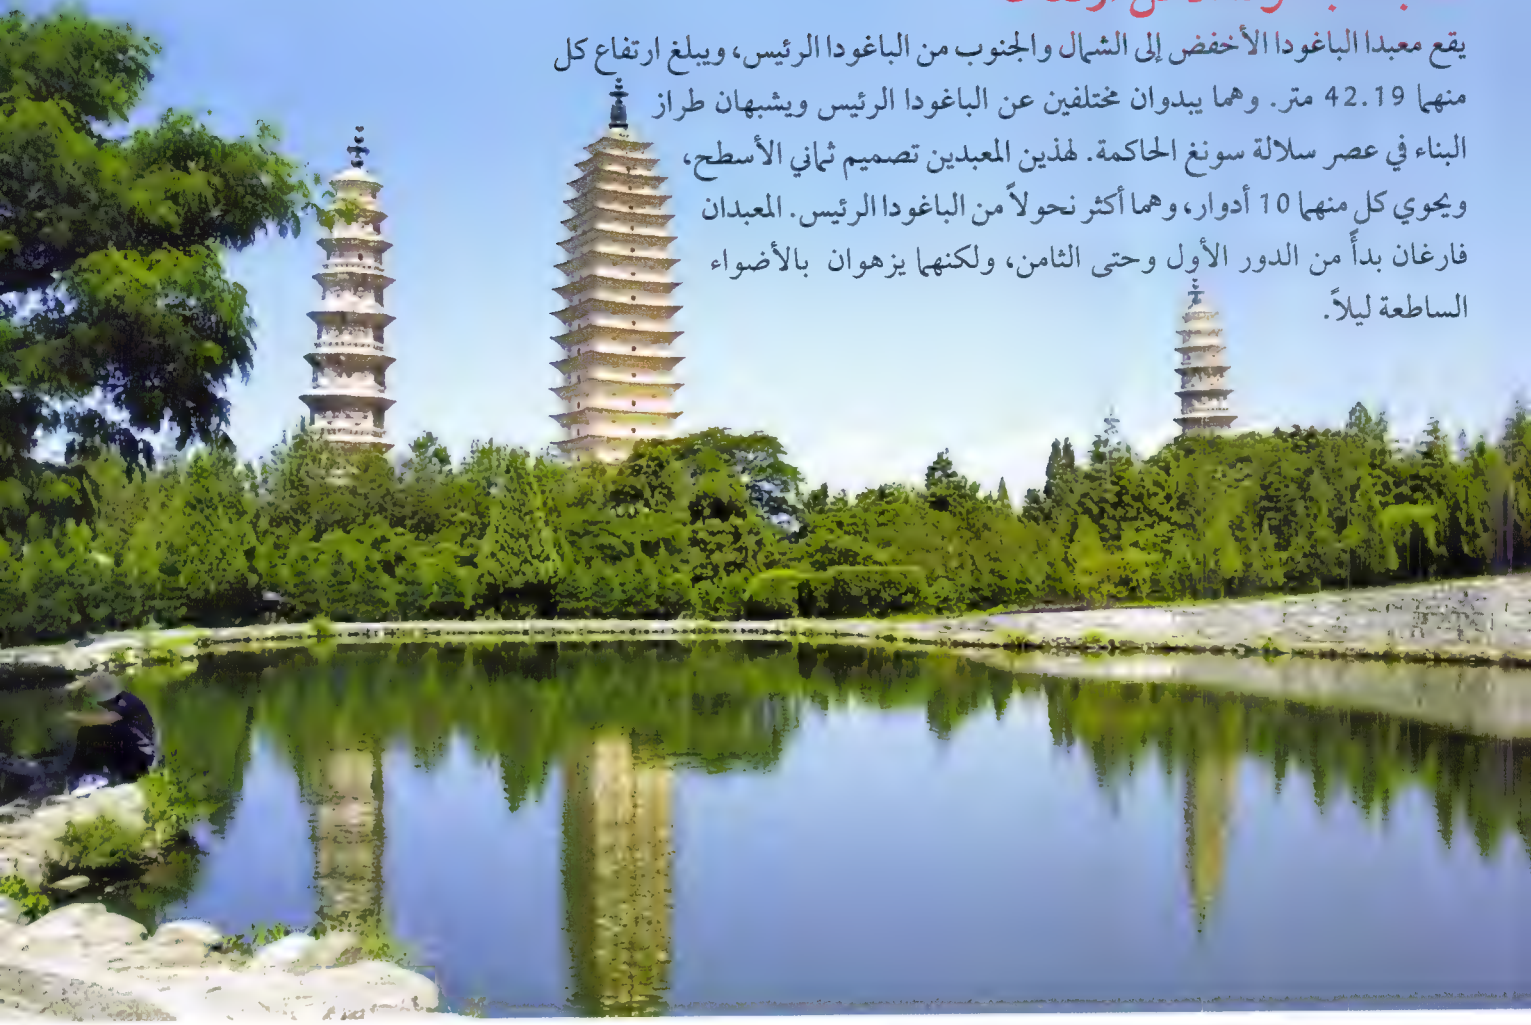 يقع معبدا الباغودا الأخفض إلى الشمال والجنوب من الباغودا الرئيس، ويبلغ ارتفاع كل
منهما 42.19 متر. وهما يبدوان مختلفين عن الباغودا الرئيس ويشبهان طراز
البناء في عصر سلالة سونغ الحاكمة. لهذين المعبدين تصميم ثماني الأسطح،
ويحوي كل منهما 10 أدوار، وهما أكثر نحولاً من الباغودا الرئيس. المعبدان
فارغان بدأً من الدور الأول وحتى الثامن، ولكنهما يزهوان بالأضواء
الساطعة ليلاً.